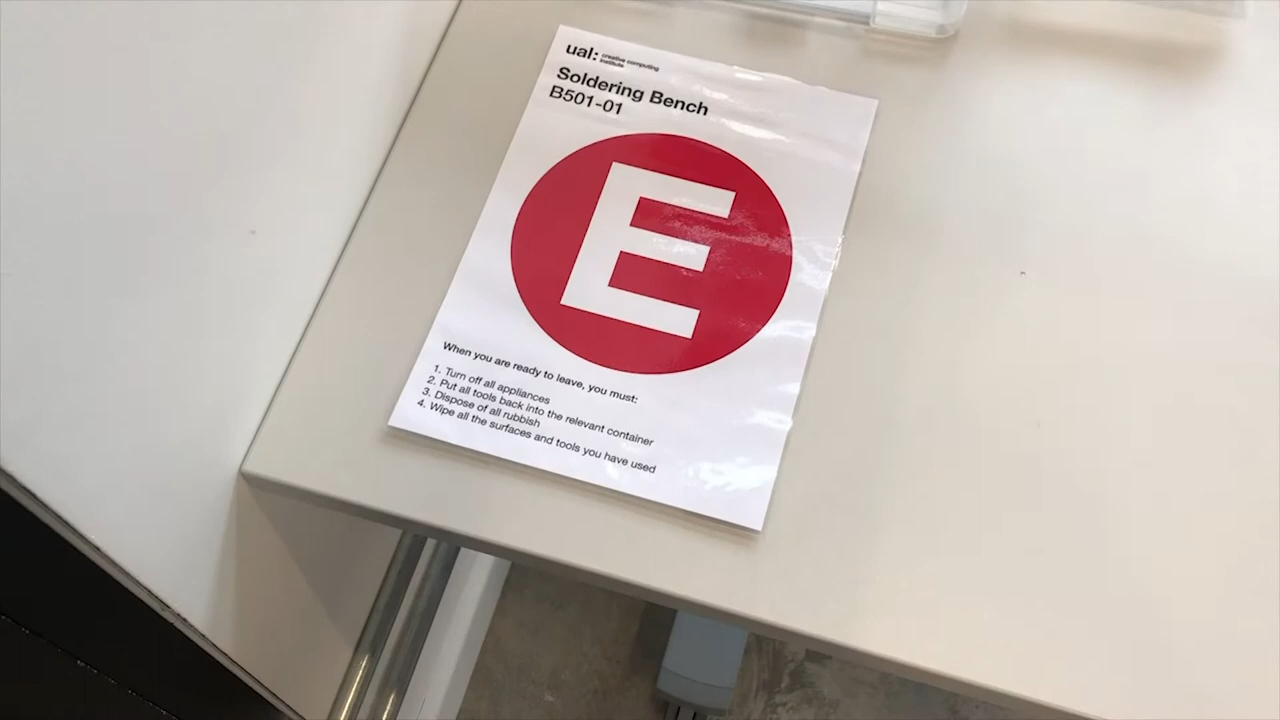 ual: creative computing
institute
Soldering Bench
B501-01
E
When you are ready to leave, you must:
1. Turn off all appliances
2. Put all tools back into the relevant container
3. Dispose of all rubbish
4. Wipe all the surfaces and tools you have used